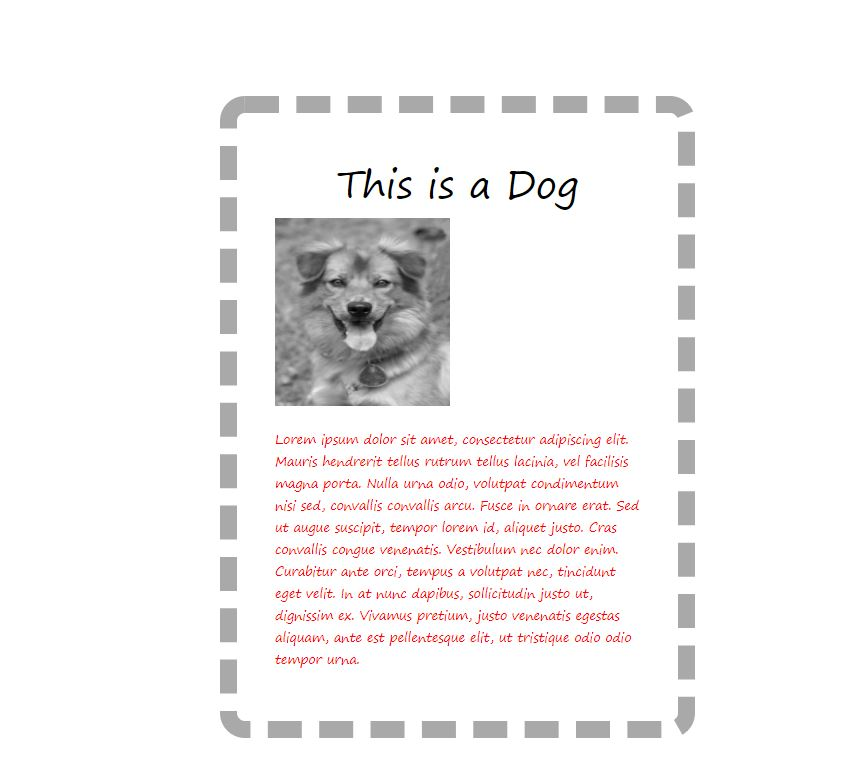 This is a Dog
Lorem ipsum dolor sit amet, consectetur adipiscing elit.
Mauris hendrerit tellus rutrum tellus lacinia, vel facilisis
magna porta. Nulla urna odio, volutpat condimentum
nisi sed, convallis convallis arcu. Fusce in ornare erat. Sed
ut augue suscipit, tempor lorem id, aliquet justo. Cras
convallis congue venenatis. Vestibulum nec dolor enim.
Curabitur ante orci, tempus a volutpat nec, tincidunt
eget velit. In at nunc dapibus, sollicitudin justo ut,
dignissim ex. Vivamus pretium, justo venenatis egestas
aliquam, ante est pellentesque elit, ut tristique odio odio
tempor urna.